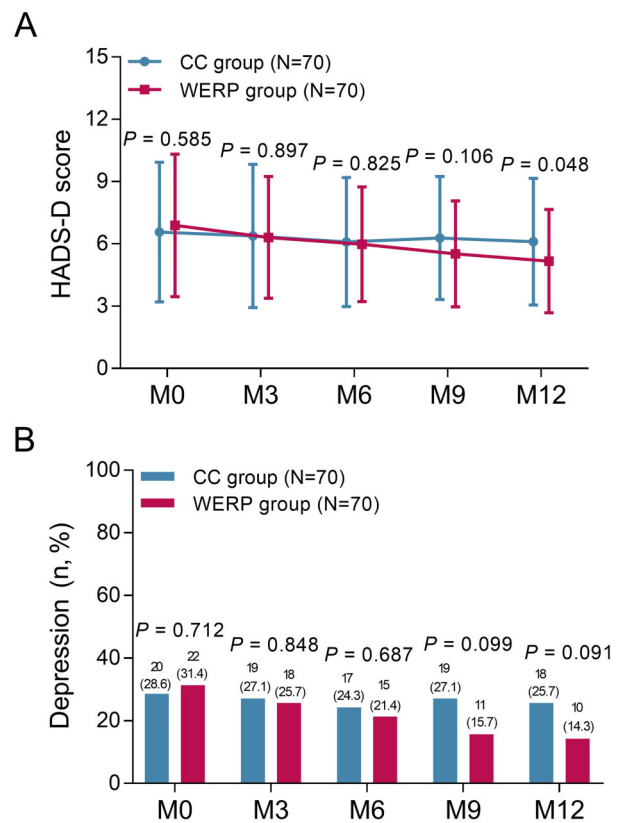 A
15
CC group (N=70)
WERP group (N=70)
12
P = 0.585
P = 0.897
P = 0.825
P = 0.106
P = 0.048
HADS-D score
9
6
3
0
M0 M3 M6 M9 M12
B
100
CC group (N=70)
WERP group (N=70)
80
Depression (n, %)
60
40
20
0
P = 0.712
P = 0.848
P = 0.687
P = 0.099
P = 0.091
20
(28.6)
22
(31.4)
19
(27.1)
18
(25.7)
17
(24.3)
15
(21.4)
19
(27.1)
11
(15.7)
18
(25.7)
10
(14.3)
M0 M3 M6 M9 M12